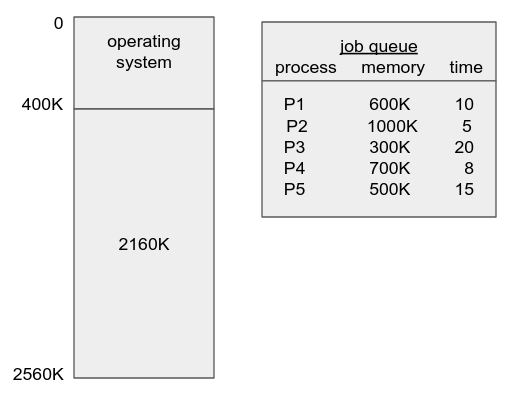 0
operating
system
400K
2160K
2560K
job queue
process memory time
P1 600K 10
P2 1000K 5
P3 300K 20
P4 700K 8
P5 500K 15